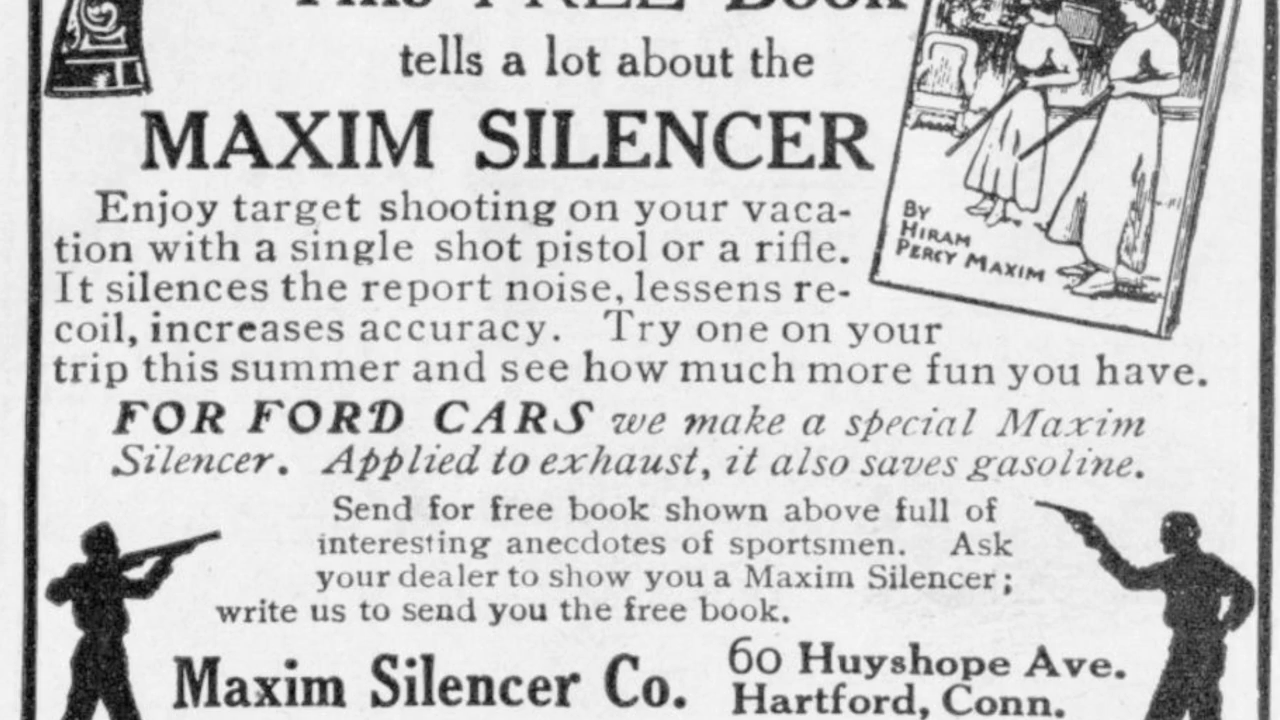 This FREE Book
tells a lot about the
MAXIM SILENCER
Enjoy target shooting on your vaca-
tion with a single shot pistol or a rifle.
It silences the report noise, lessens re-
coil, increases accuracy. Try one on your
trip this summer and see how much more fun you have.
BY
HIRAM
PERCY MAXIM
FOR FORD CARS we make a special Maxim
Silencer. Applied to exhaust, it also saves gasoline.
Send for free book shown above full of
interesting anecdotes of sportsmen. Ask
your dealer to show you a Maxim Silencer;
write us to send you the free book.
Maxim Silencer Co.
60 Huyshope Ave.
Hartford, Conn.